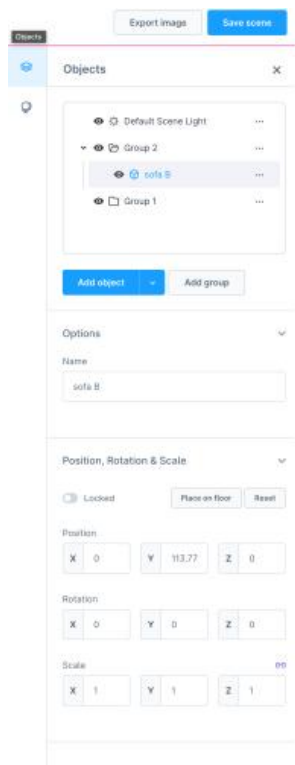 Export image Save scene
Objects
Objects
Default Scene Light
Group 2
sofa B
Group 1
Add object Add group
Options
Name
sofa B
Position, Rotation & Scale
Locked Place on floor Reset
Position
X 0 Y 113,77 Z 0
Rotation
X 0 Y 0 Z 0
Scale
X 1 Y 1 Z 1